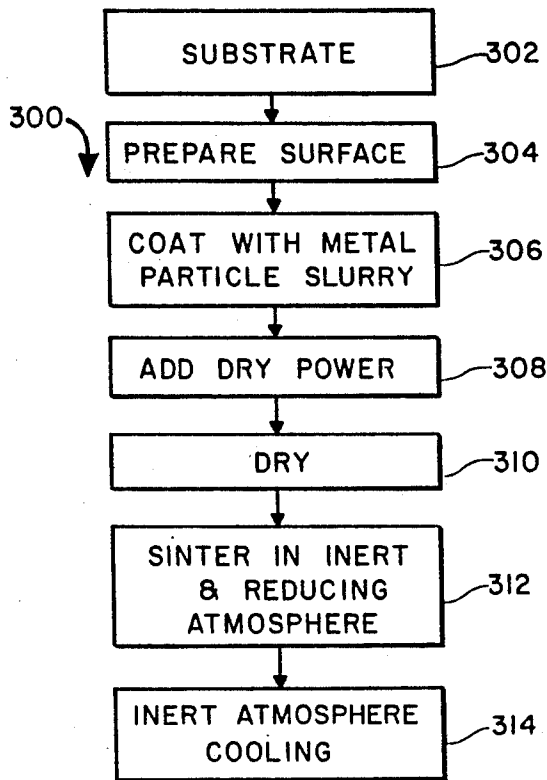 SUBSTRATE
302
300
PREPARE SURFACE
304
COAT WITH METAL
PARTICLE SLURRY
306
ADD DRY POWER
308
DRY
310
SINTER IN INERT
& REDUCING
ATMOSPHERE
312
INERT ATMOSPHERE
COOLING
314